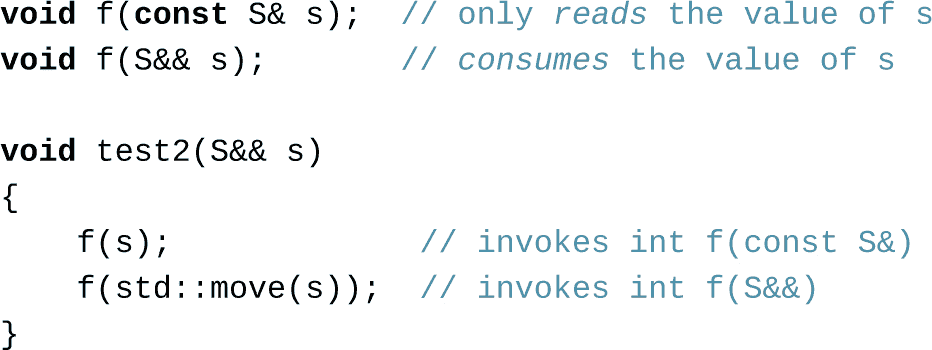 void f(const S& s);  // only reads the value of s
void f(S&& s);       // consumes the value of s

void test2(S&& s)
{
    f(s);             // invokes int f(const S&)
    f(std::move(s));  // invokes int f(S&&)
}